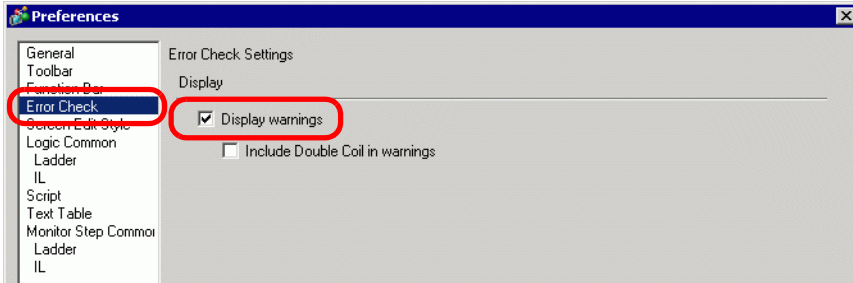 Preferences
General
Toolbar
Function Bar
Error Check
Screen Edit Style
Logic Common
Ladder
IL
Script
Text Table
Monitor Step Commo
Ladder
IL
Error Check Settings
Display
Display warnings
Include Double Coil in warnings